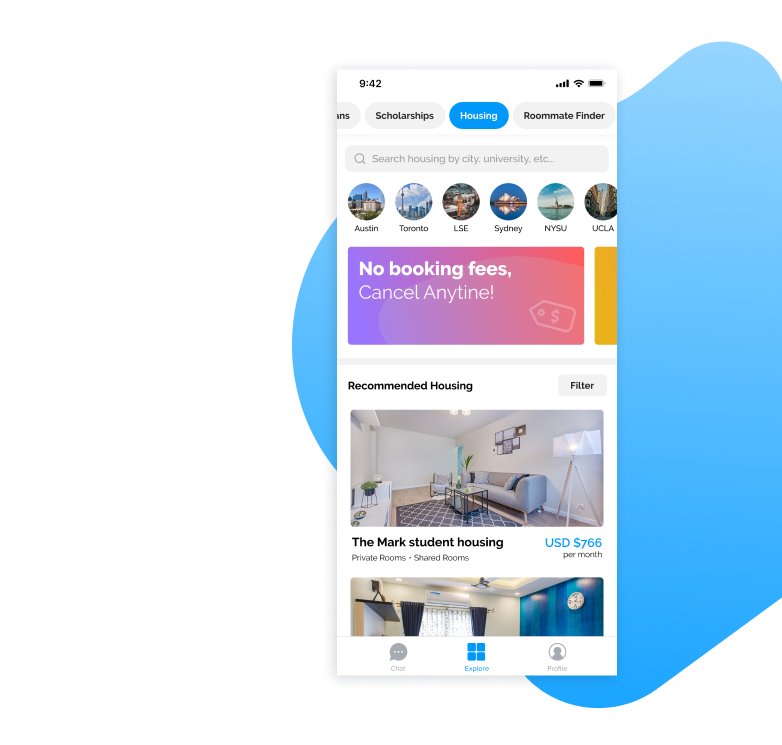 9:42
ans Scholarships Housing Roommate Finder
Search housing by city, university, etc...
Austin Toronto LSE Sydney NYSU UCLA
No booking fees,
Cancel Anytine!
$
Recommended Housing Filter
The Mark student housing USD $766
Private Rooms • Shared Rooms per month
Chat Explore Profile